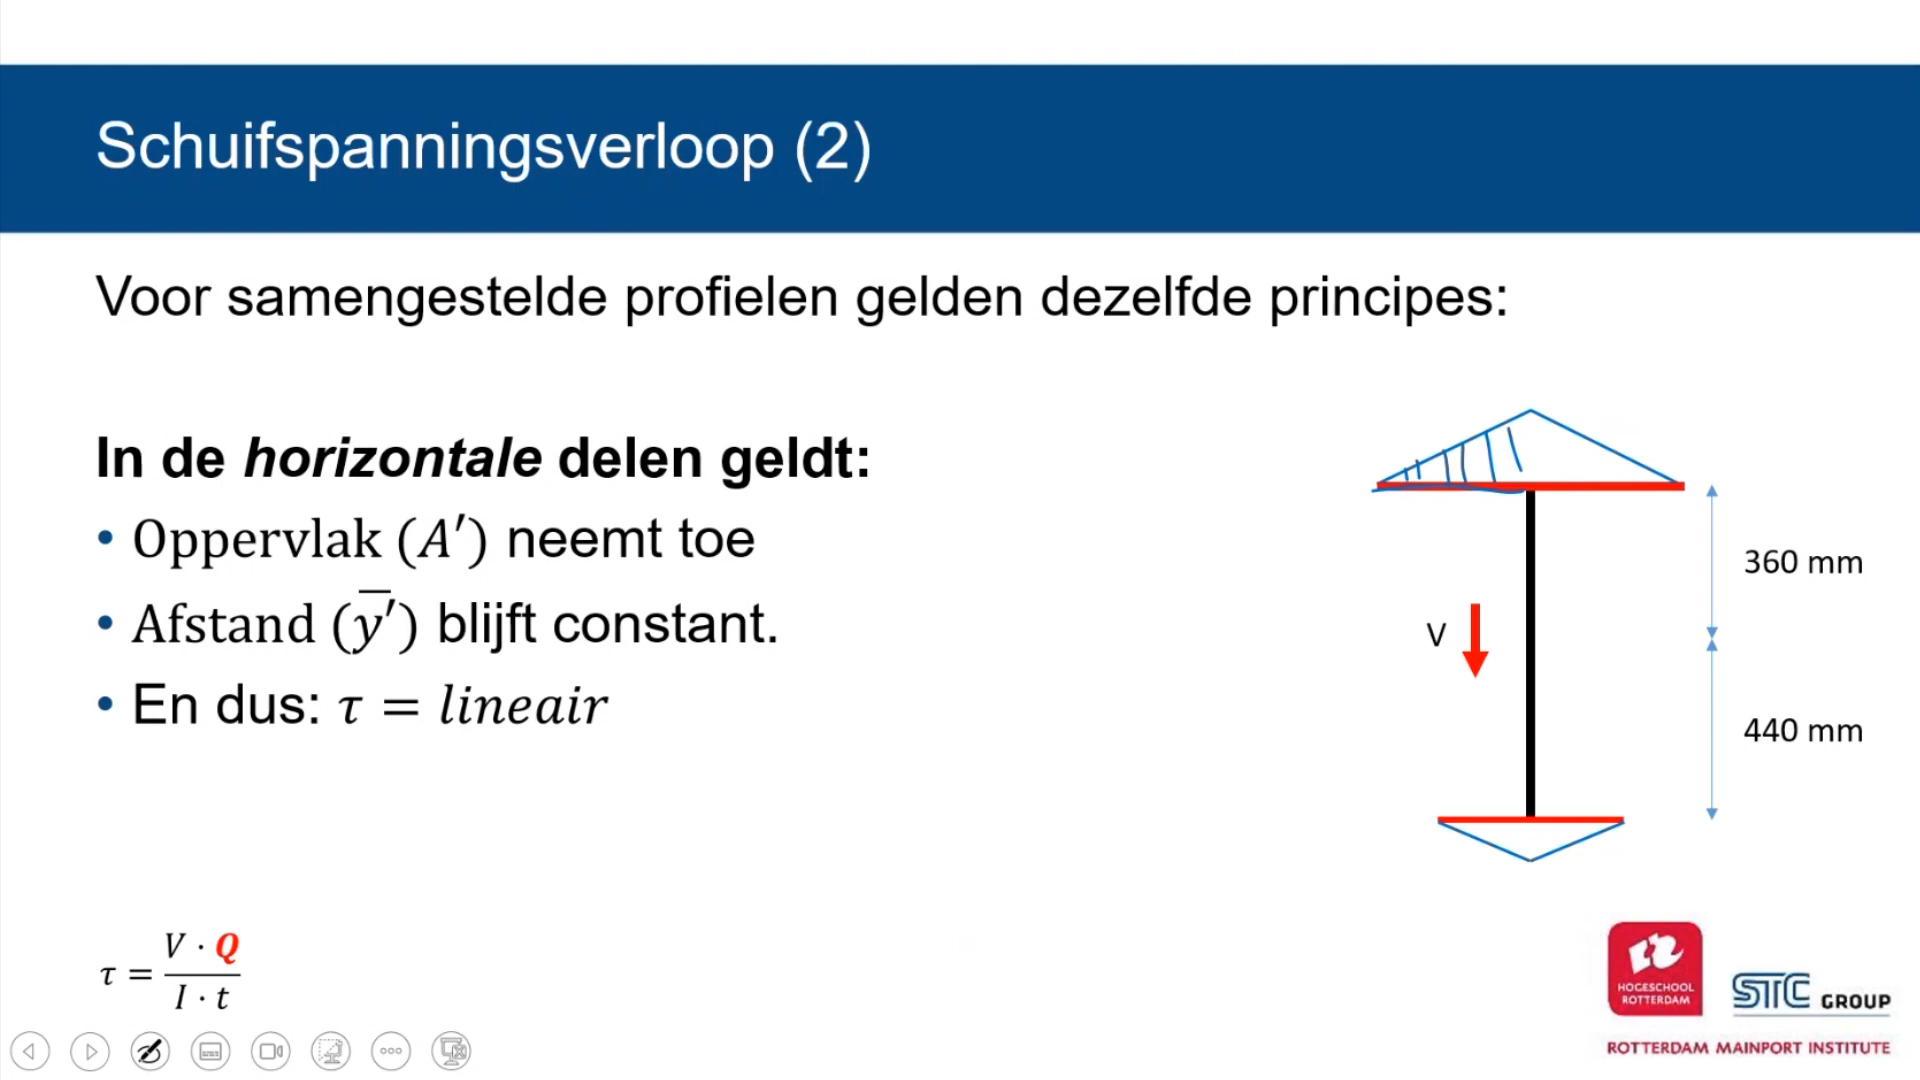 Schuifspanningsverloop (2)
Voor samengestelde profielen gelden dezelfde principes:
In de horizontale delen geldt:
• Oppervlak (A′) neemt toe
• Afstand (y̅′) blijft constant.
• En dus: τ = lineair
360 mm
V
440 mm
τ = V · Q / I · t
HOGESCHOOL
ROTTERDAM
STC GROUP
ROTTERDAM MAINPORT INSTITUTE